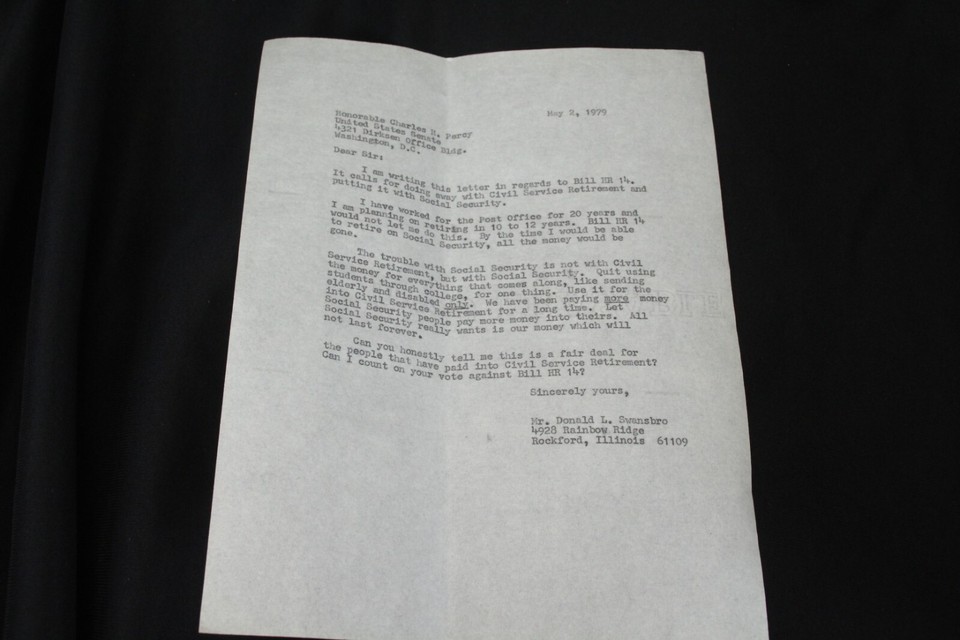 May 2, 1979
Honorable Charles H. Percy
United States Senate
4321 Dirksen Office Bldg.
Washington, D.C.
Dear Sir:
I am writing this letter in regards to Bill HR 14.
It calls for doing away with Civil Service Retirement and
putting it with Social Security.
I have worked for the Post Office for 20 years and
I am planning on retiring in 10 to 12 years. Bill HR 14
would not let me do this. By the time I would be able
to retire on Social Security, all the money would be
gone.
The trouble with Social Security is not with Civil
Service Retirement, but with Social Security. Quit using
the money for everything that comes along, like sending
students through college, for one thing. Use it for the
elderly and disabled only. We have been paying more money
into Civil Service Retirement for a long time. Let
Social Security people pay more money into theirs. All
Social Security really wants is our money which will
not last forever.
Can you honestly tell me this is a fair deal for
the people that have paid into Civil Service Retirement?
Can I count on your vote against Bill HR 14?
Sincerely yours,
Mr. Donald L. Swansbro
4928 Rainbow Ridge
Rockford, Illinois 61109